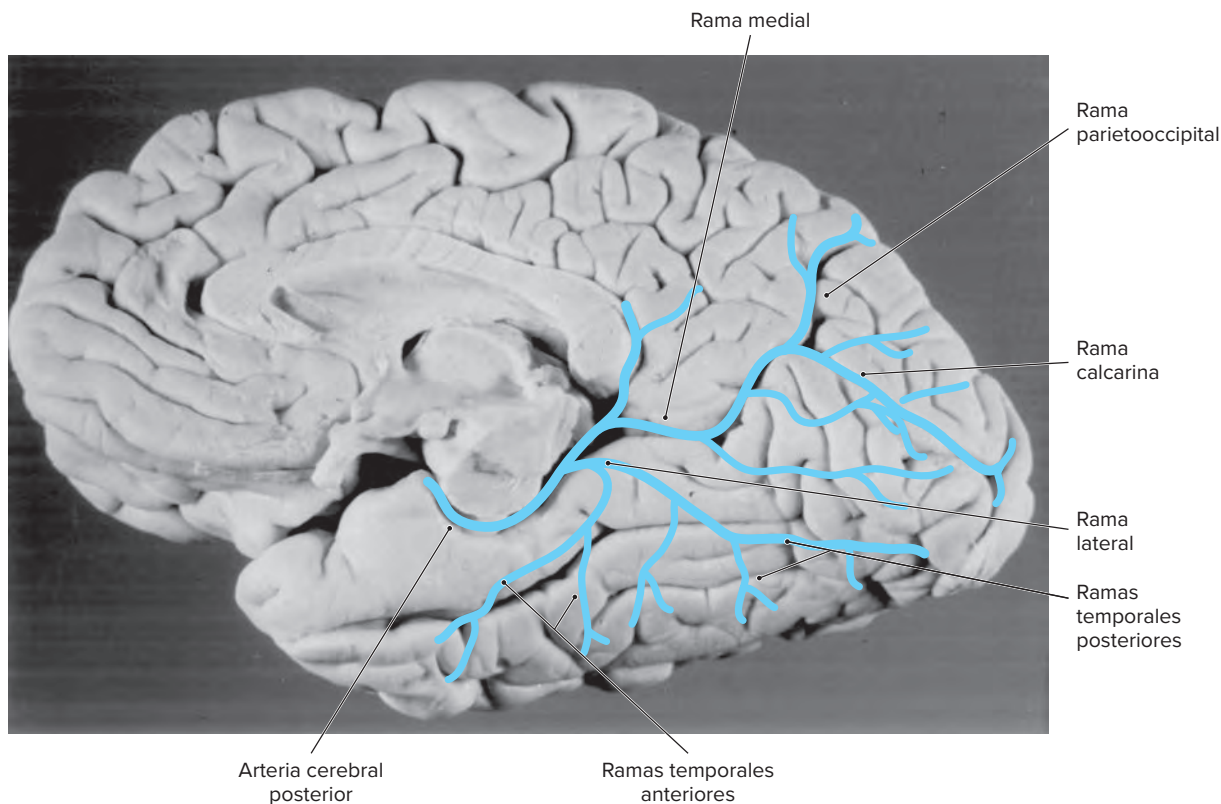 Rama medial
Rama
parietooccipital
Rama
calcarina
Rama
lateral
Ramas
temporales
posteriores
Arteria cerebral
posterior
Ramas temporales
anteriores